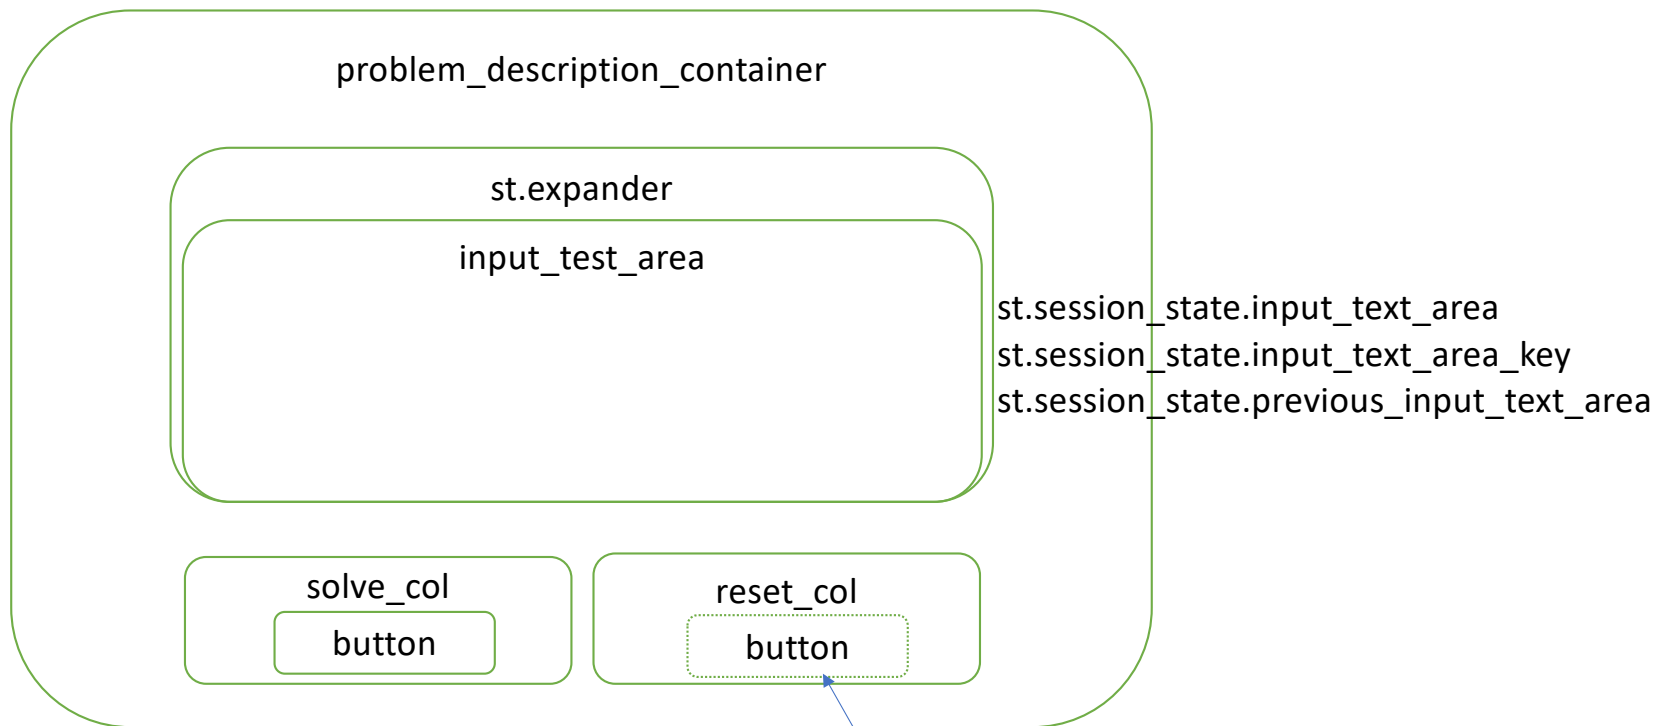 problem_description_container
st.expander
input_test_area
st.session_state.input_text_area
st.session_state.input_text_area_key
st.session_state.previous_input_text_area
solve_col
button
reset_col
button